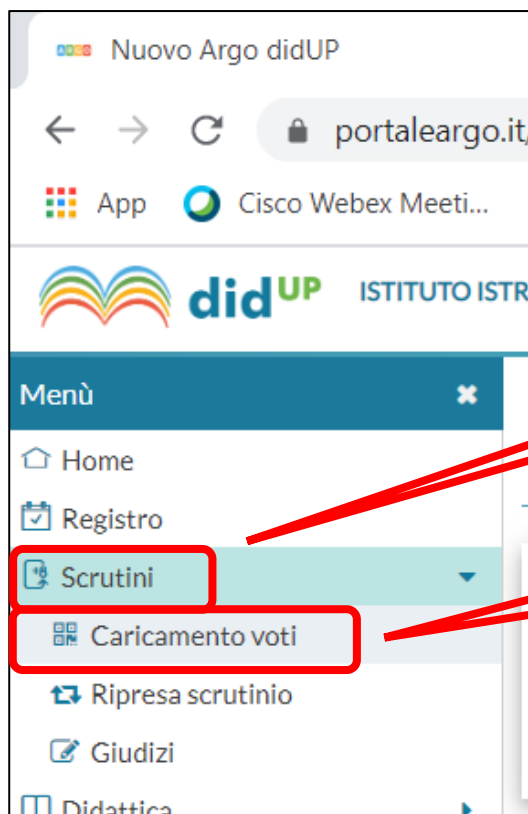 Nuovo Argo didUP
portaleargo.it/
App Cisco Webex Meeti...
didUP ISTITUTO ISTR
Menù
Home
Registro
Scrutini
Caricamento voti
Ripresa scrutinio
Giudizi
Didattica